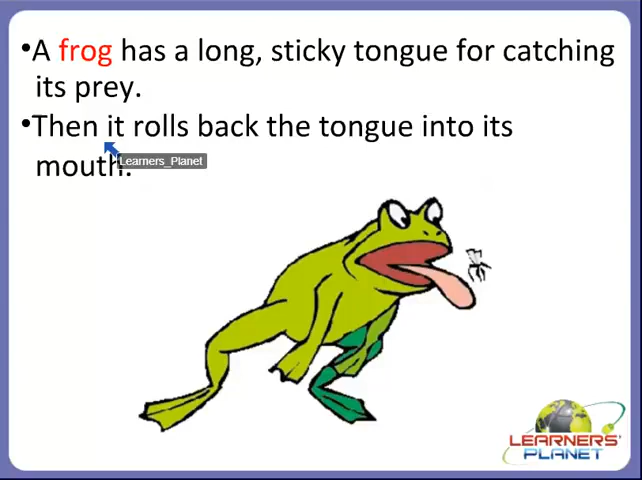 •A frog has a long, sticky tongue for catching
its prey.
•Then it rolls back the tongue into its
mouth.
Learners_Planet
LEARNERS'
PLANET